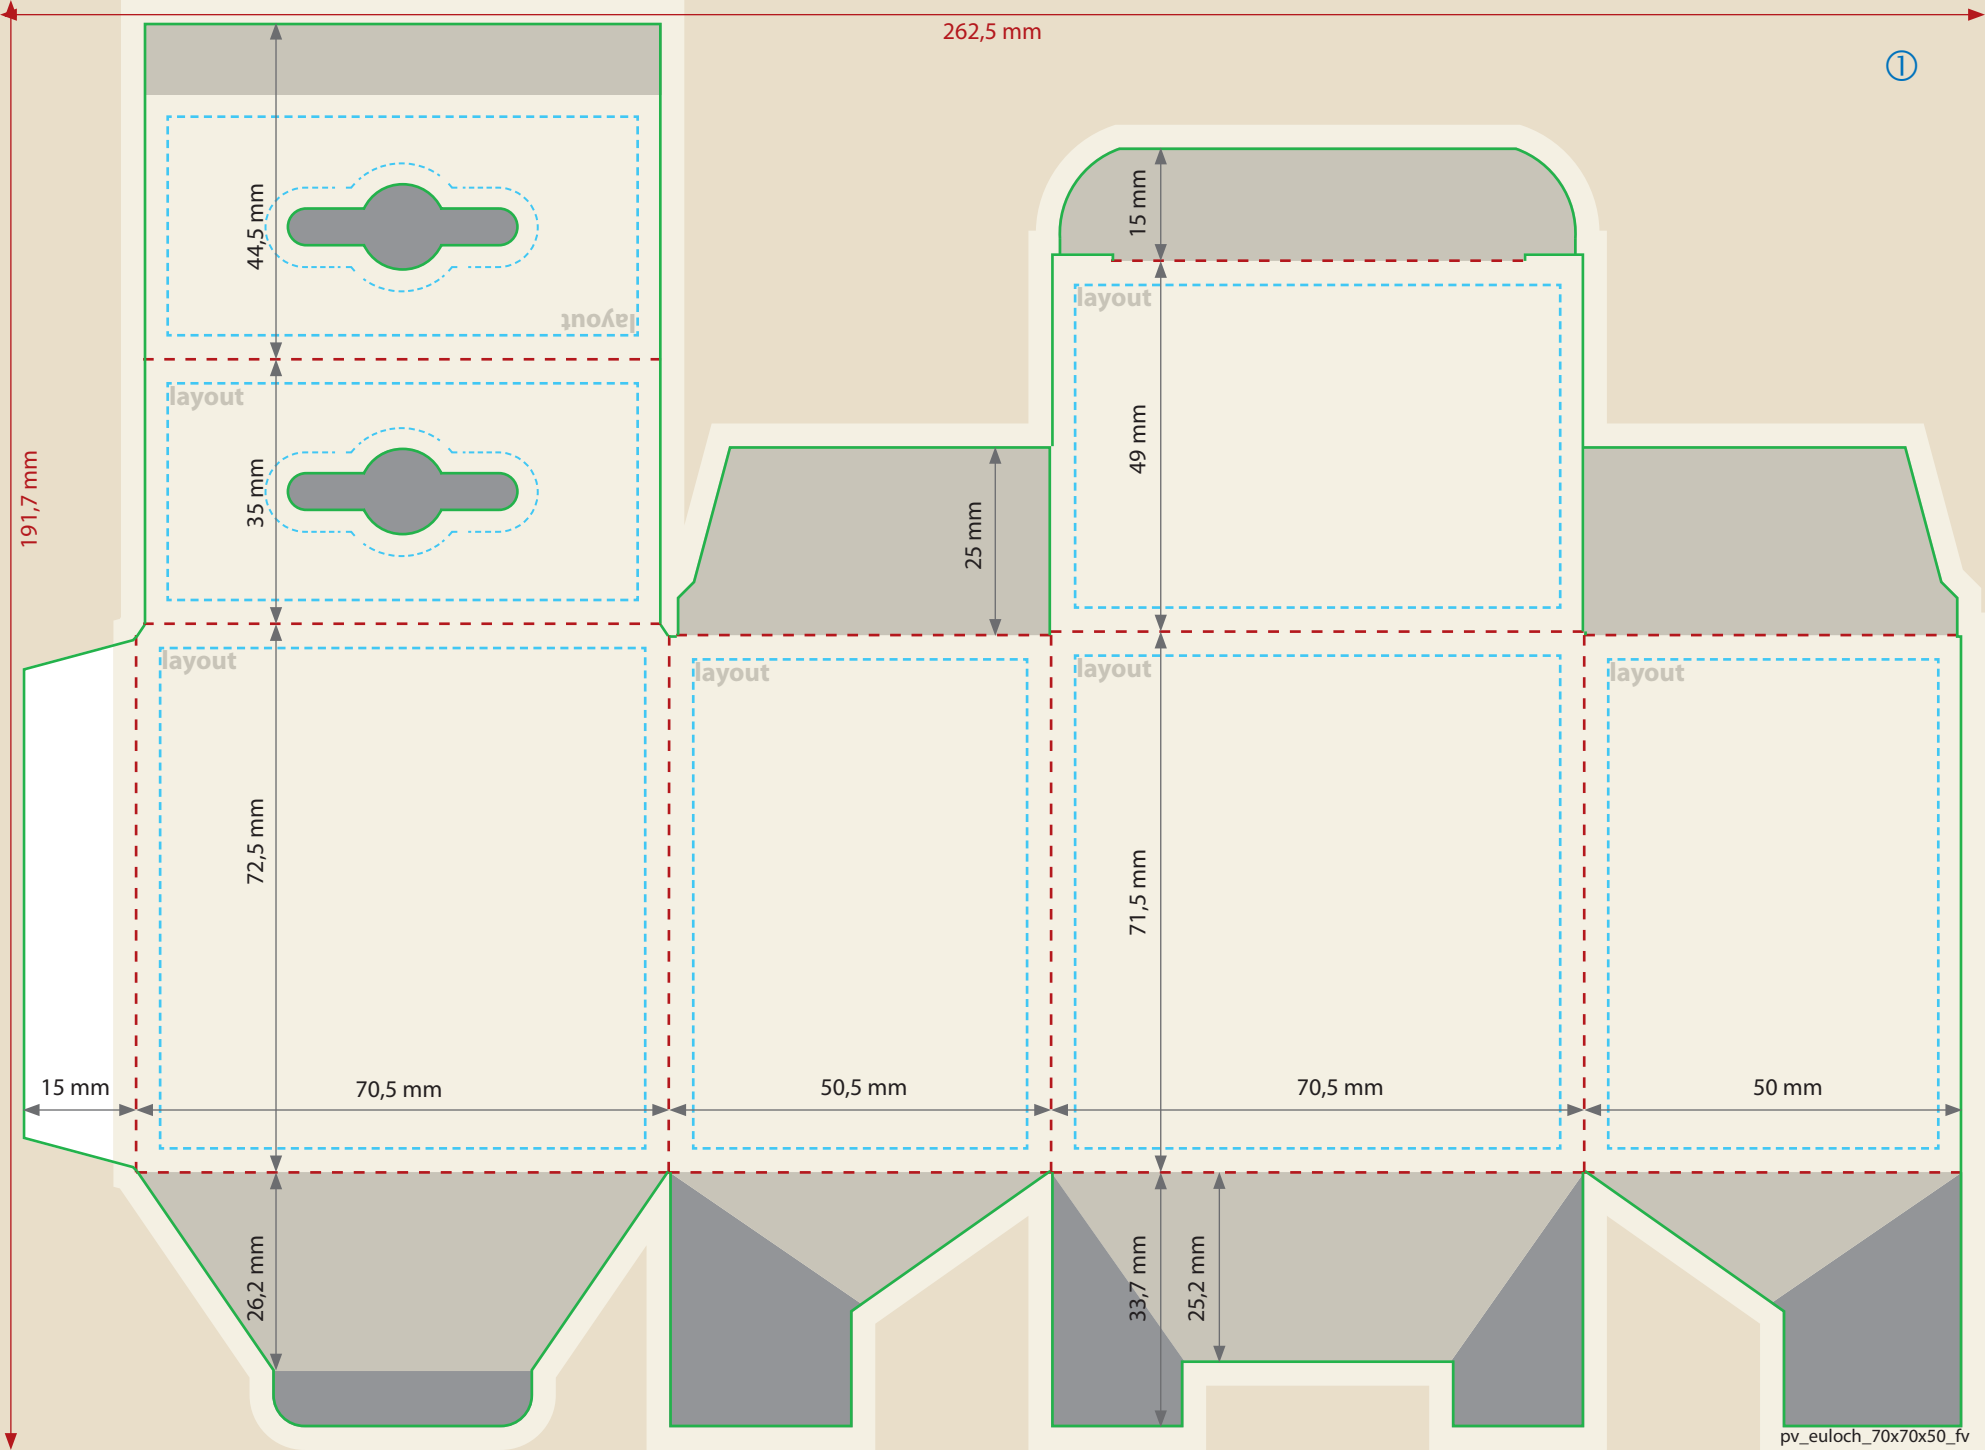 262,5 mm
①
191,7 mm
44,5 mm
layout
15 mm
layout
layout
35 mm
49 mm
25 mm
layout
layout
layout
layout
72,5 mm
71,5 mm
15 mm
70,5 mm
50,5 mm
70,5 mm
50 mm
26,2 mm
33,7 mm
25,2 mm
pv_euloch_70x70x50_fv